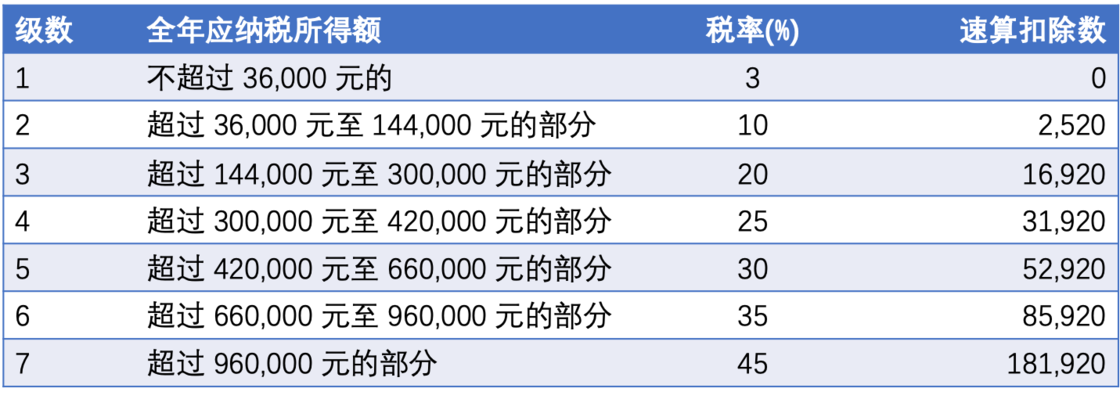 级数 全年应纳税所得额 税率(%) 速算扣除数
1 不超过 36,000 元的 3 0
2 超过 36,000 元至 144,000 元的部分 10 2,520
3 超过 144,000 元至 300,000 元的部分 20 16,920
4 超过 300,000 元至 420,000 元的部分 25 31,920
5 超过 420,000 元至 660,000 元的部分 30 52,920
6 超过 660,000 元至 960,000 元的部分 35 85,920
7 超过 960,000 元的部分 45 181,920